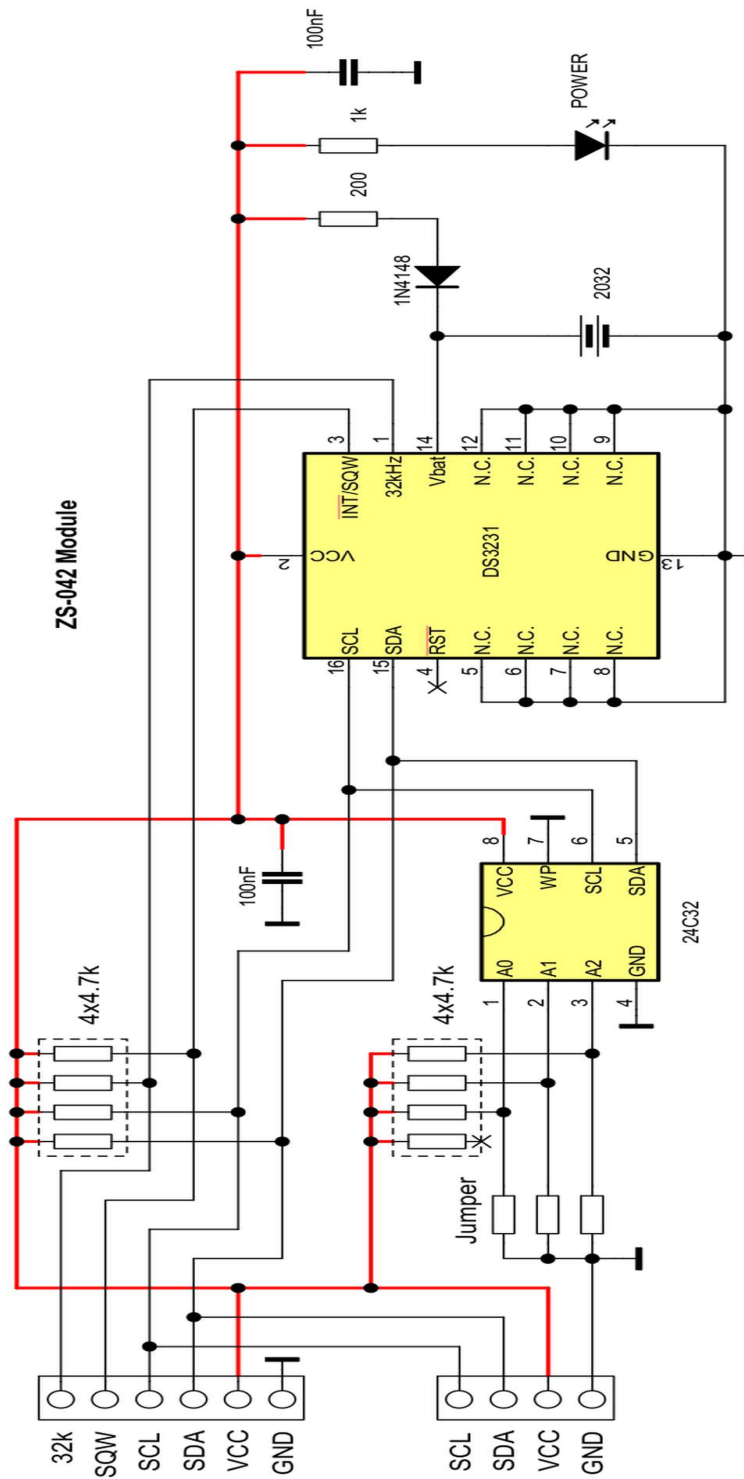 ZS-042 Module
32k
SQW
SCL
SDA
VCC
GND
4x4.7k
100nF
SCL
SDA
VCC
GND
Jumper
4x4.7k
24C32
1 A0
2 A1
3 A2
4 GND
8 VCC
7 WP
6 SCL
5 SDA
DS3231
16 SCL
15 SDA
4 RST
5 N.C.
6 N.C.
7 N.C.
8 N.C.
2 VCC
GND 13
INT/SQW 3
32kHz 1
Vbat 14
N.C. 12
N.C. 11
N.C. 10
N.C. 9
1N4148
2032
200
1k
POWER
100nF